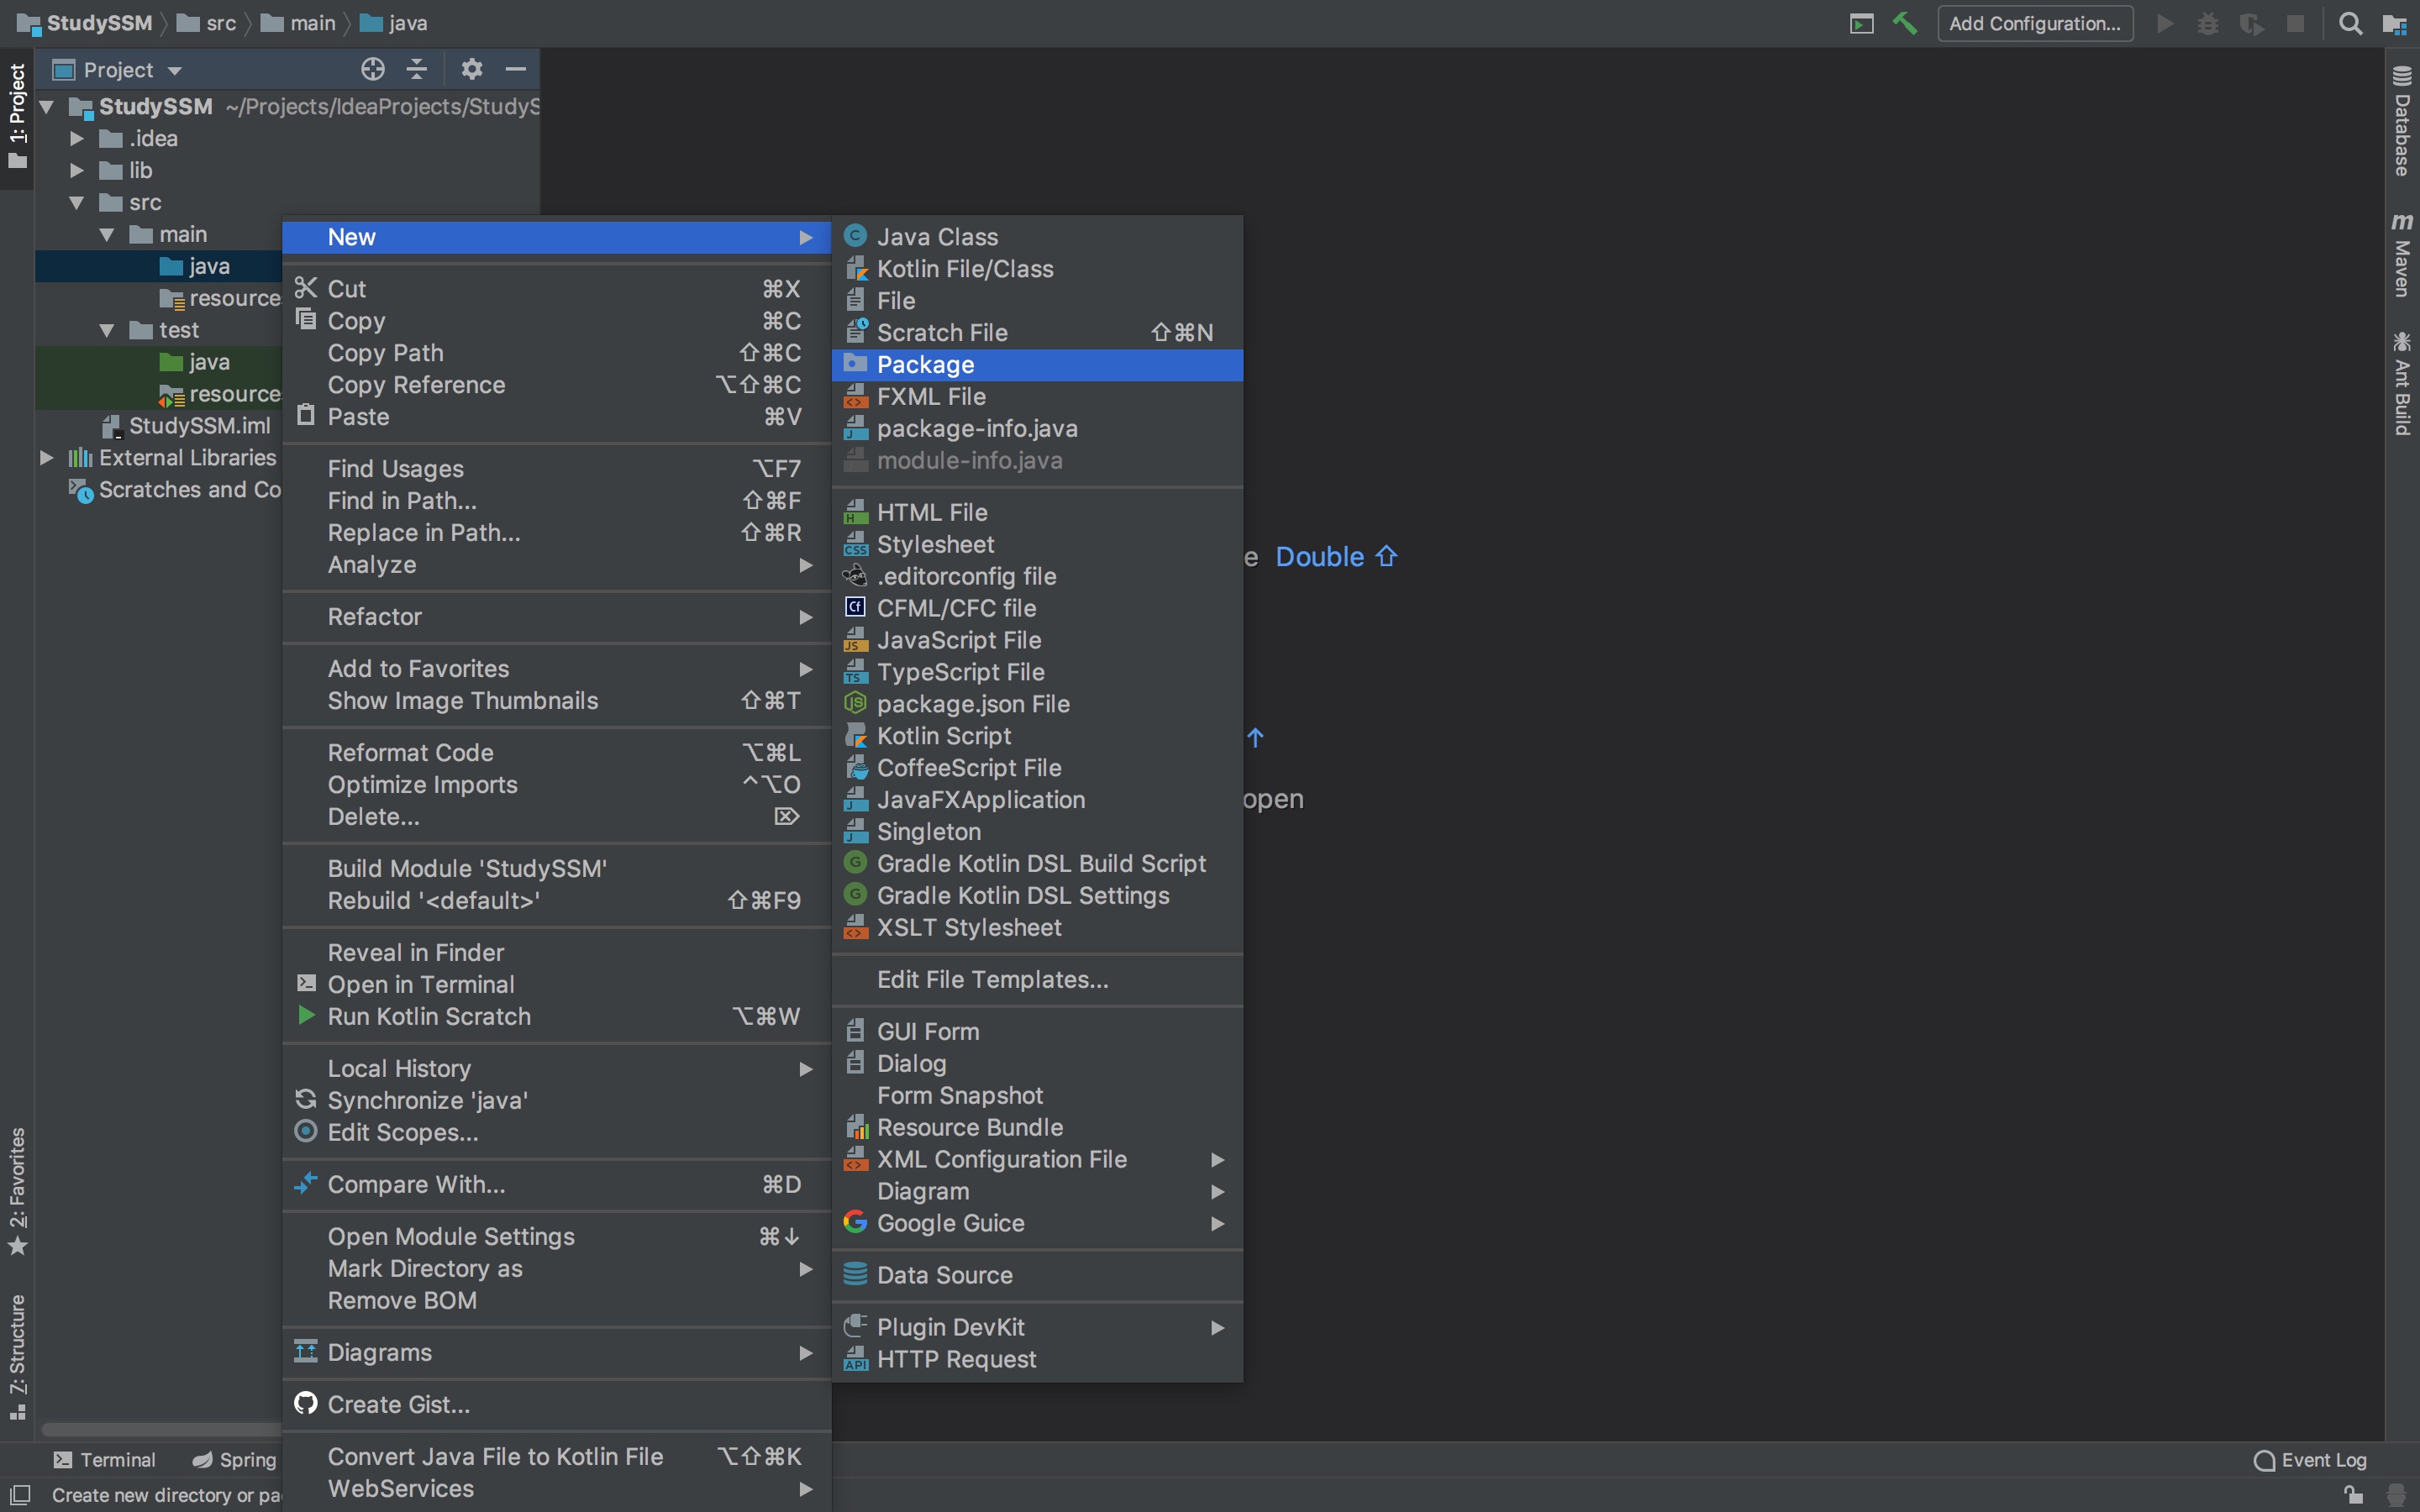 StudySSM src main java
Add Configuration...
Project
1: Project
StudySSM ~/Projects/IdeaProjects/StudyS
.idea
lib
src
main
java
resource
test
java
resource
StudySSM.iml
External Libraries
Scratches and Co
New
Cut ⌘X
Copy ⌘C
Copy Path ⇧⌘C
Copy Reference ⌥⇧⌘C
Paste ⌘V
Find Usages ⌥F7
Find in Path... ⇧⌘F
Replace in Path... ⇧⌘R
Analyze
Refactor
Add to Favorites
Show Image Thumbnails ⇧⌘T
Reformat Code ⌥⌘L
Optimize Imports ^⌥O
Delete... ⌦
Build Module 'StudySSM'
Rebuild '<default>' ⇧⌘F9
Reveal in Finder
Open in Terminal
Run Kotlin Scratch ⌥⌘W
Local History
Synchronize 'java'
Edit Scopes...
Compare With... ⌘D
Open Module Settings ⌘↓
Mark Directory as
Remove BOM
Diagrams
Create Gist...
Convert Java File to Kotlin File ⌥⇧⌘K
WebServices
Java Class
Kotlin File/Class
File
Scratch File ⇧⌘N
Package
FXML File
package-info.java
module-info.java
HTML File
Stylesheet
.editorconfig file
CFML/CFC file
JavaScript File
TypeScript File
package.json File
Kotlin Script
CoffeeScript File
JavaFXApplication
Singleton
Gradle Kotlin DSL Build Script
Gradle Kotlin DSL Settings
XSLT Stylesheet
Edit File Templates...
GUI Form
Dialog
Form Snapshot
Resource Bundle
XML Configuration File
Diagram
Google Guice
Data Source
Plugin DevKit
HTTP Request
e Double ⇧
↑
open
Database
Maven
Ant Build
2: Favorites
7: Structure
Terminal Spring
Event Log
Create new directory or pa